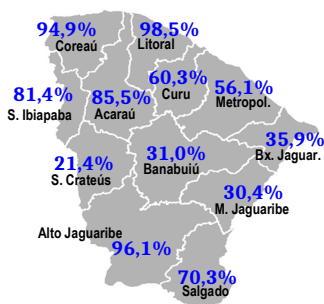 94,9%
Coreaú
98,5%
Litoral
60,3%
Curu
56,1%
Metropol.
81,4%
S. Ibiapaba
85,5%
Acaraú
35,9%
Bx. Jaguar.
21,4%
S. Crateús
31,0%
Banabuiú
30,4%
M. Jaguaribe
Alto Jaguaribe
96,1%
70,3%
Salgado